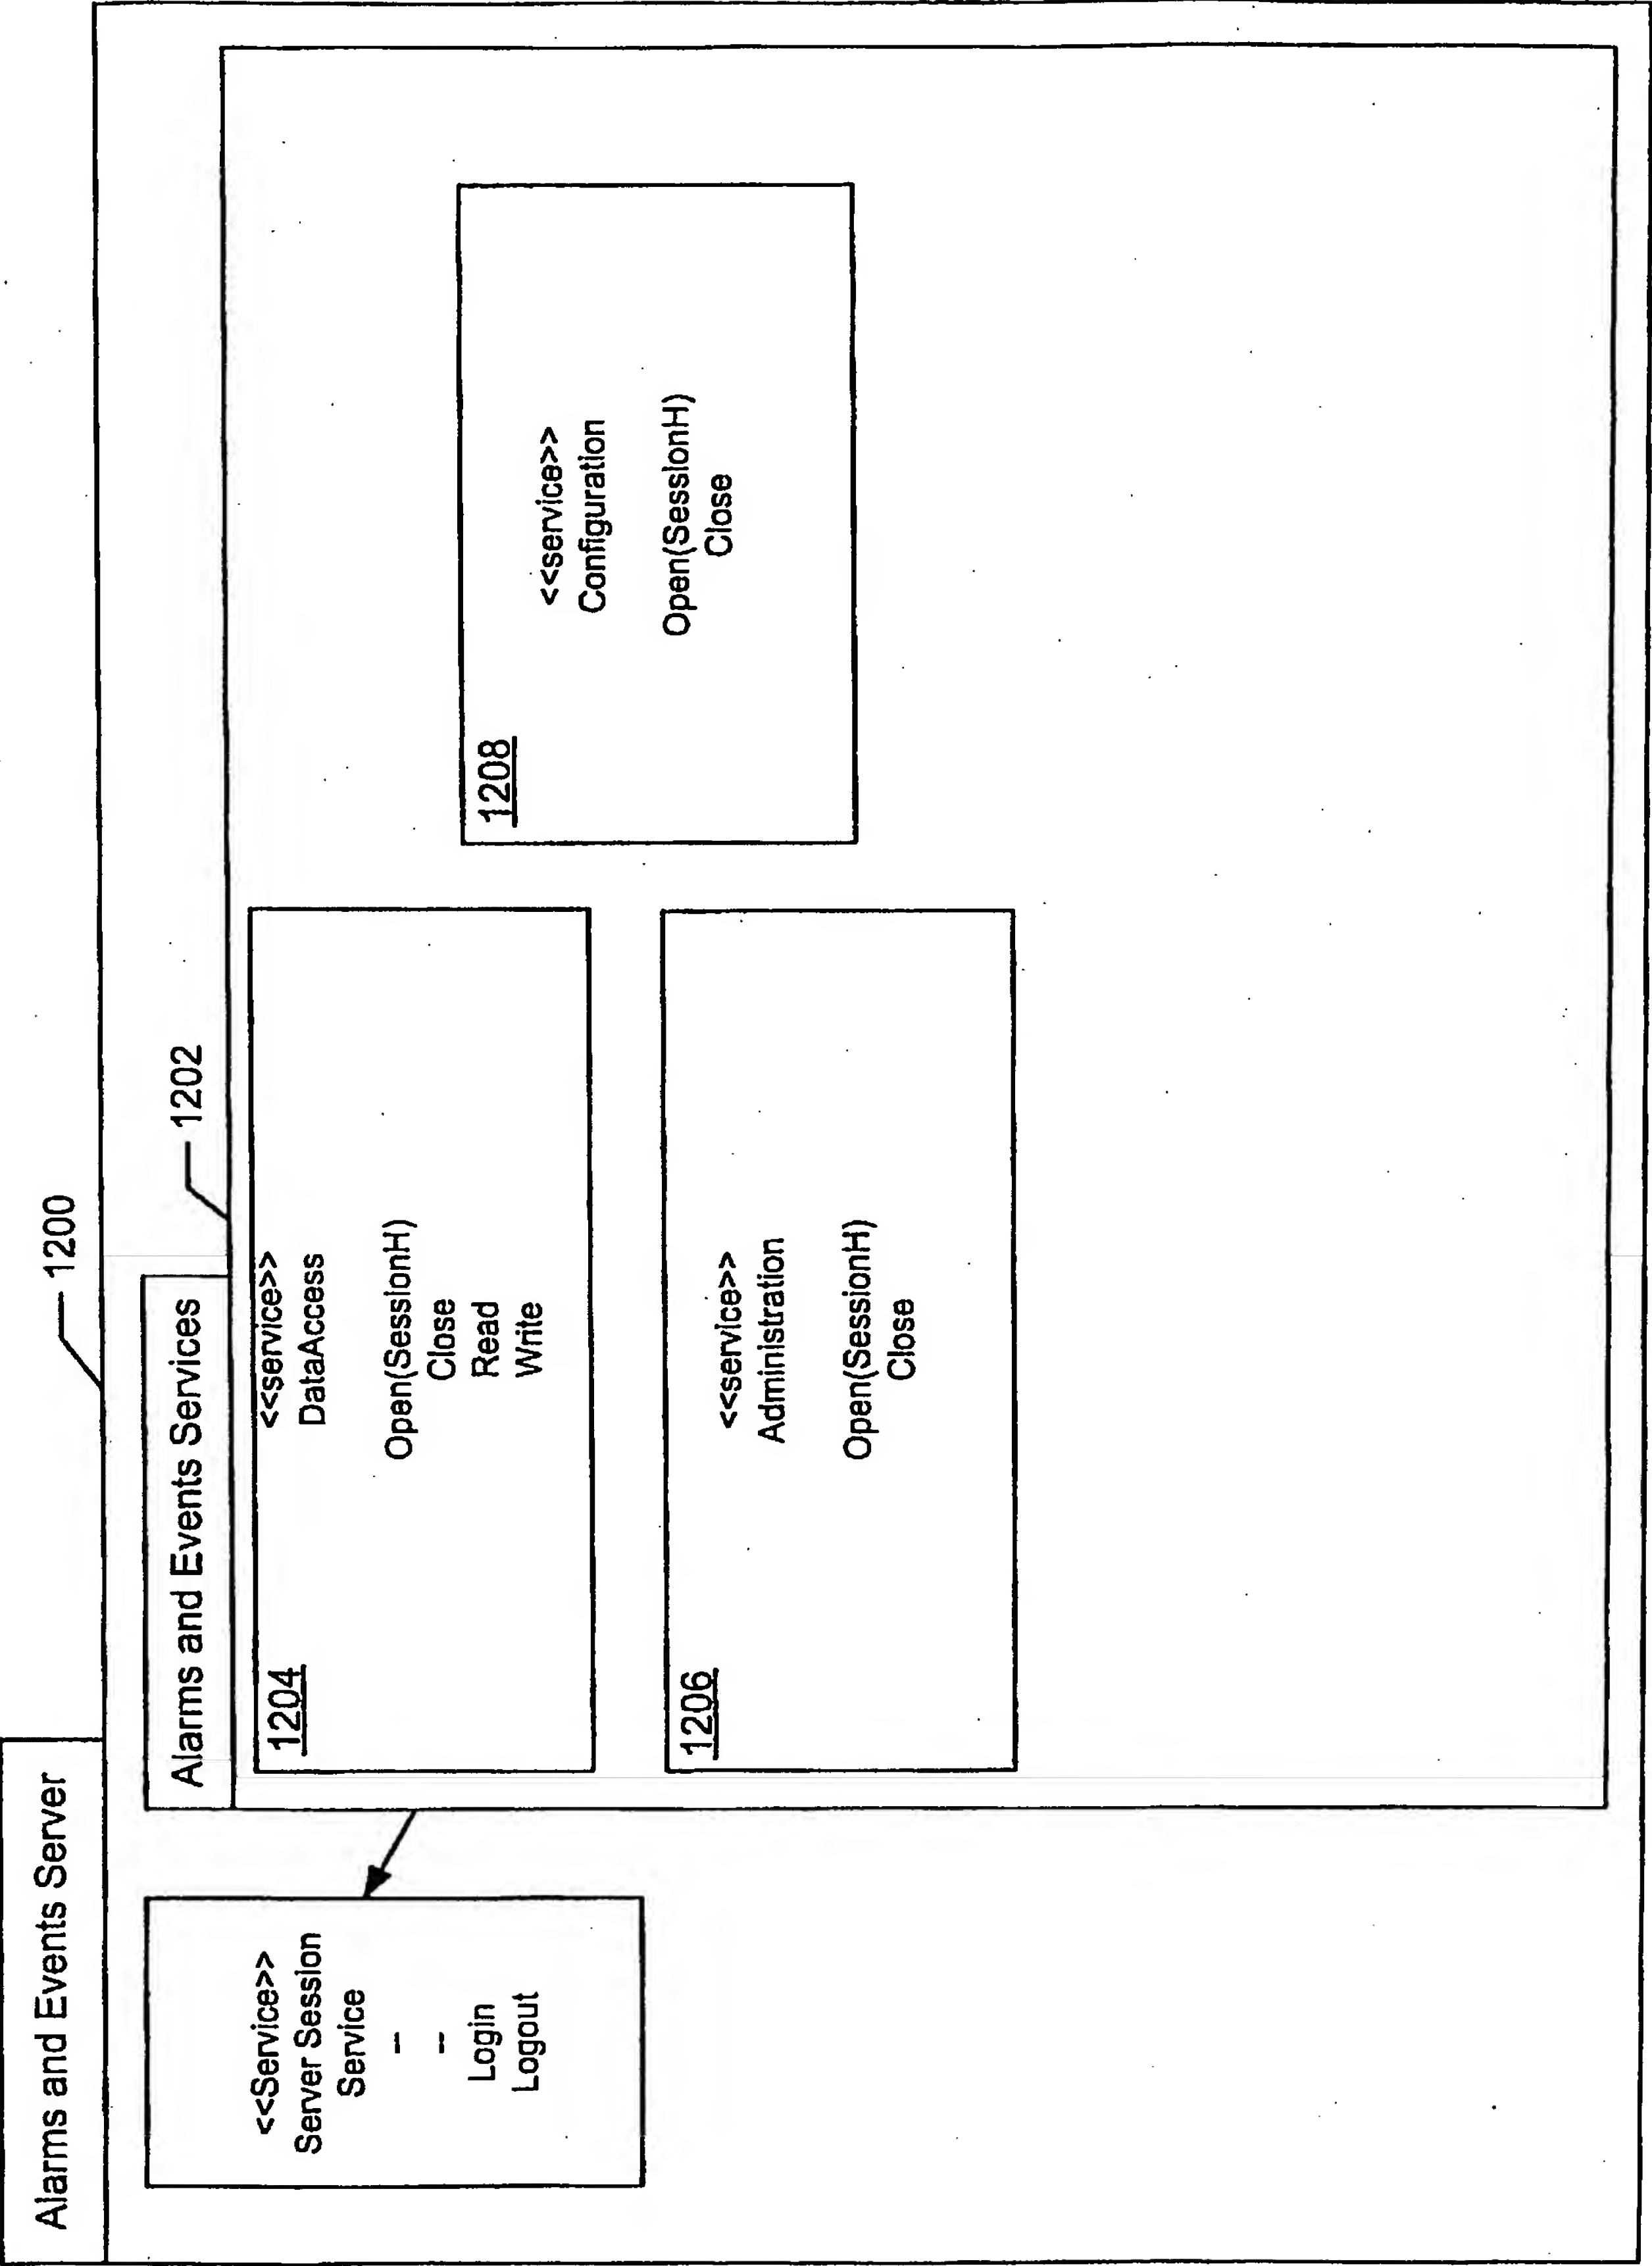 Alarms and Events Server
1200
Alarms and Events Services
1202
<<Service>>
Server Session
Service
--
--
Login
Logout
1204
<<service>>
DataAccess
Open(SessionH)
Close
Read
Write
1206
<<service>>
Administration
Open(SessionH)
Close
1208
<<service>>
Configuration
Open(SessionH)
Close